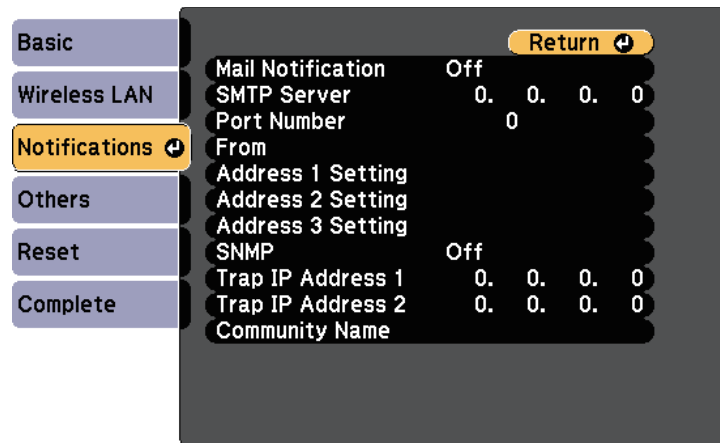 Basic
Wireless LAN
Notifications
Others
Reset
Complete
Return
Mail Notification Off
SMTP Server 0. 0. 0. 0
Port Number 0
From
Address 1 Setting
Address 2 Setting
Address 3 Setting
SNMP Off
Trap IP Address 1 0. 0. 0. 0
Trap IP Address 2 0. 0. 0. 0
Community Name